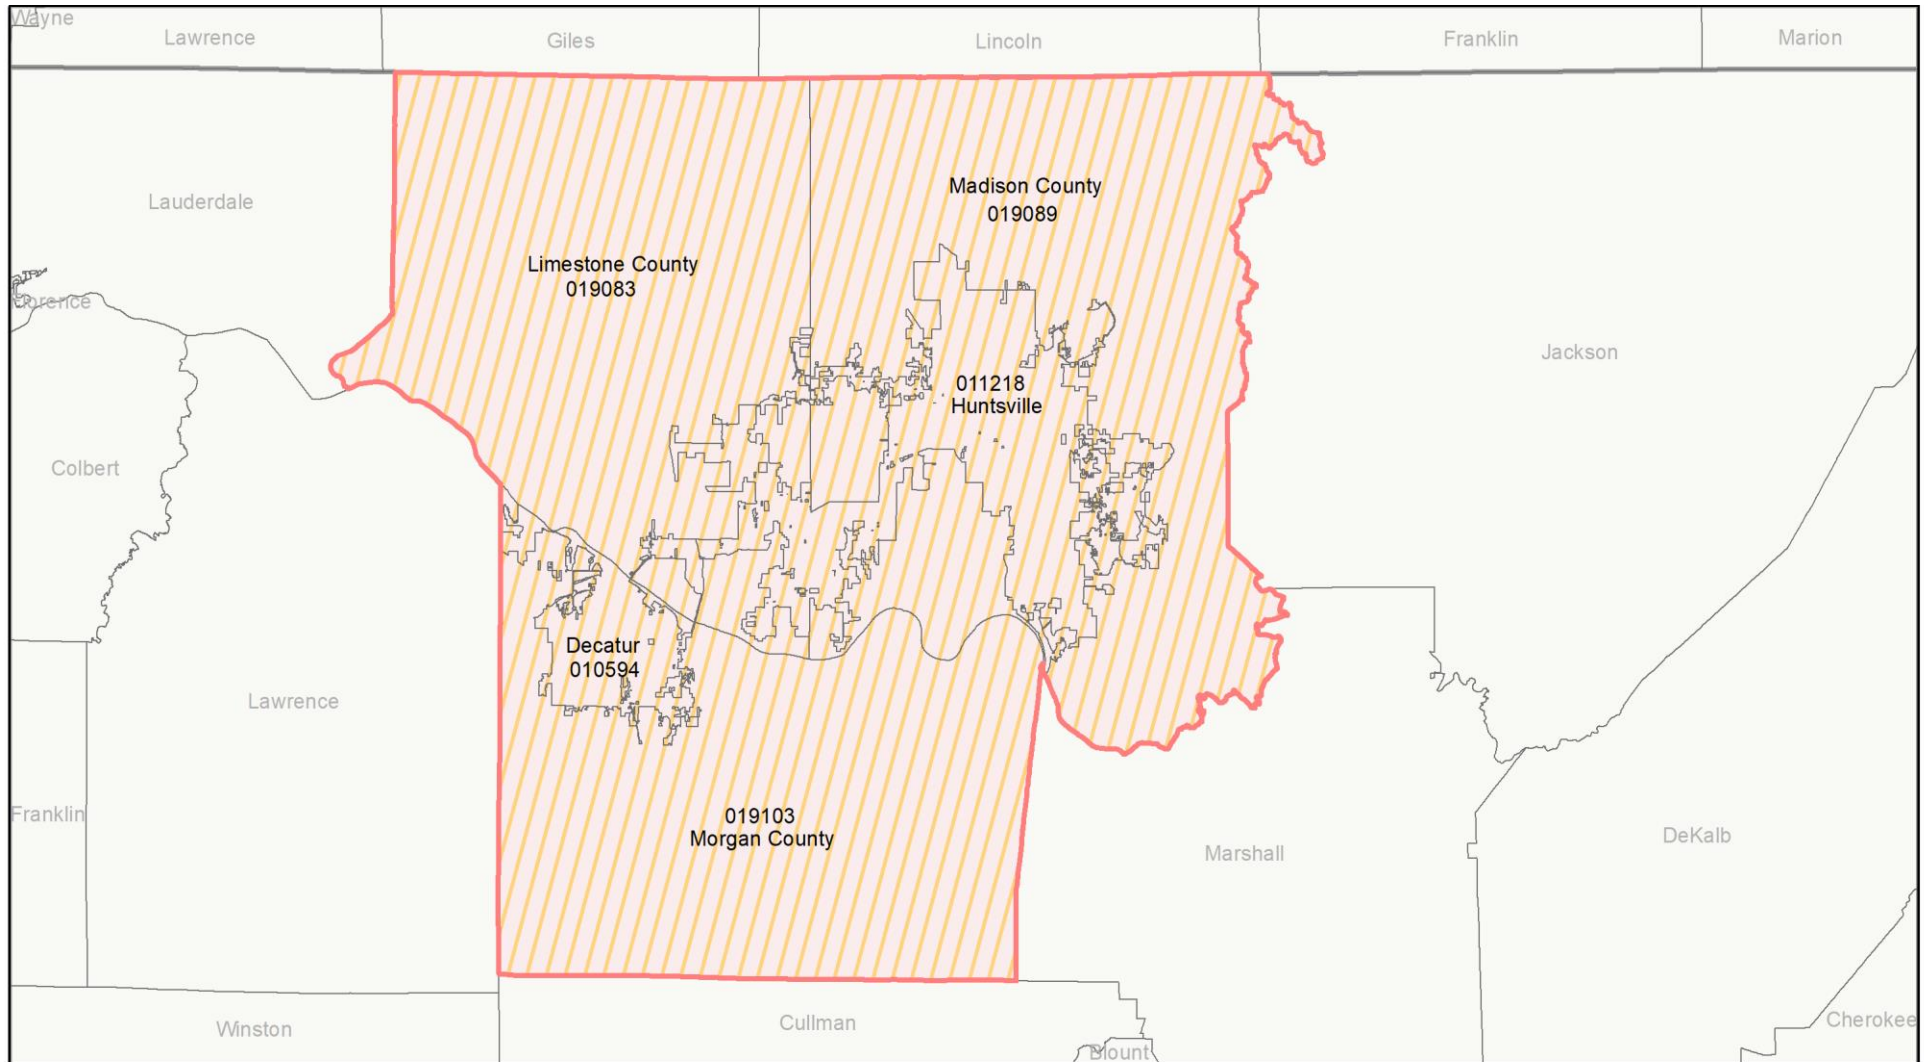 Wayne
Lawrence
Giles
Lincoln
Franklin
Marion
Lauderdale
Madison County
019089
Limestone County
019083
Florence
Jackson
011218
Huntsville
Colbert
Decatur
010594
Lawrence
Franklin
019103
Morgan County
Marshall
DeKalb
Winston
Cullman
Cherokee
Blount